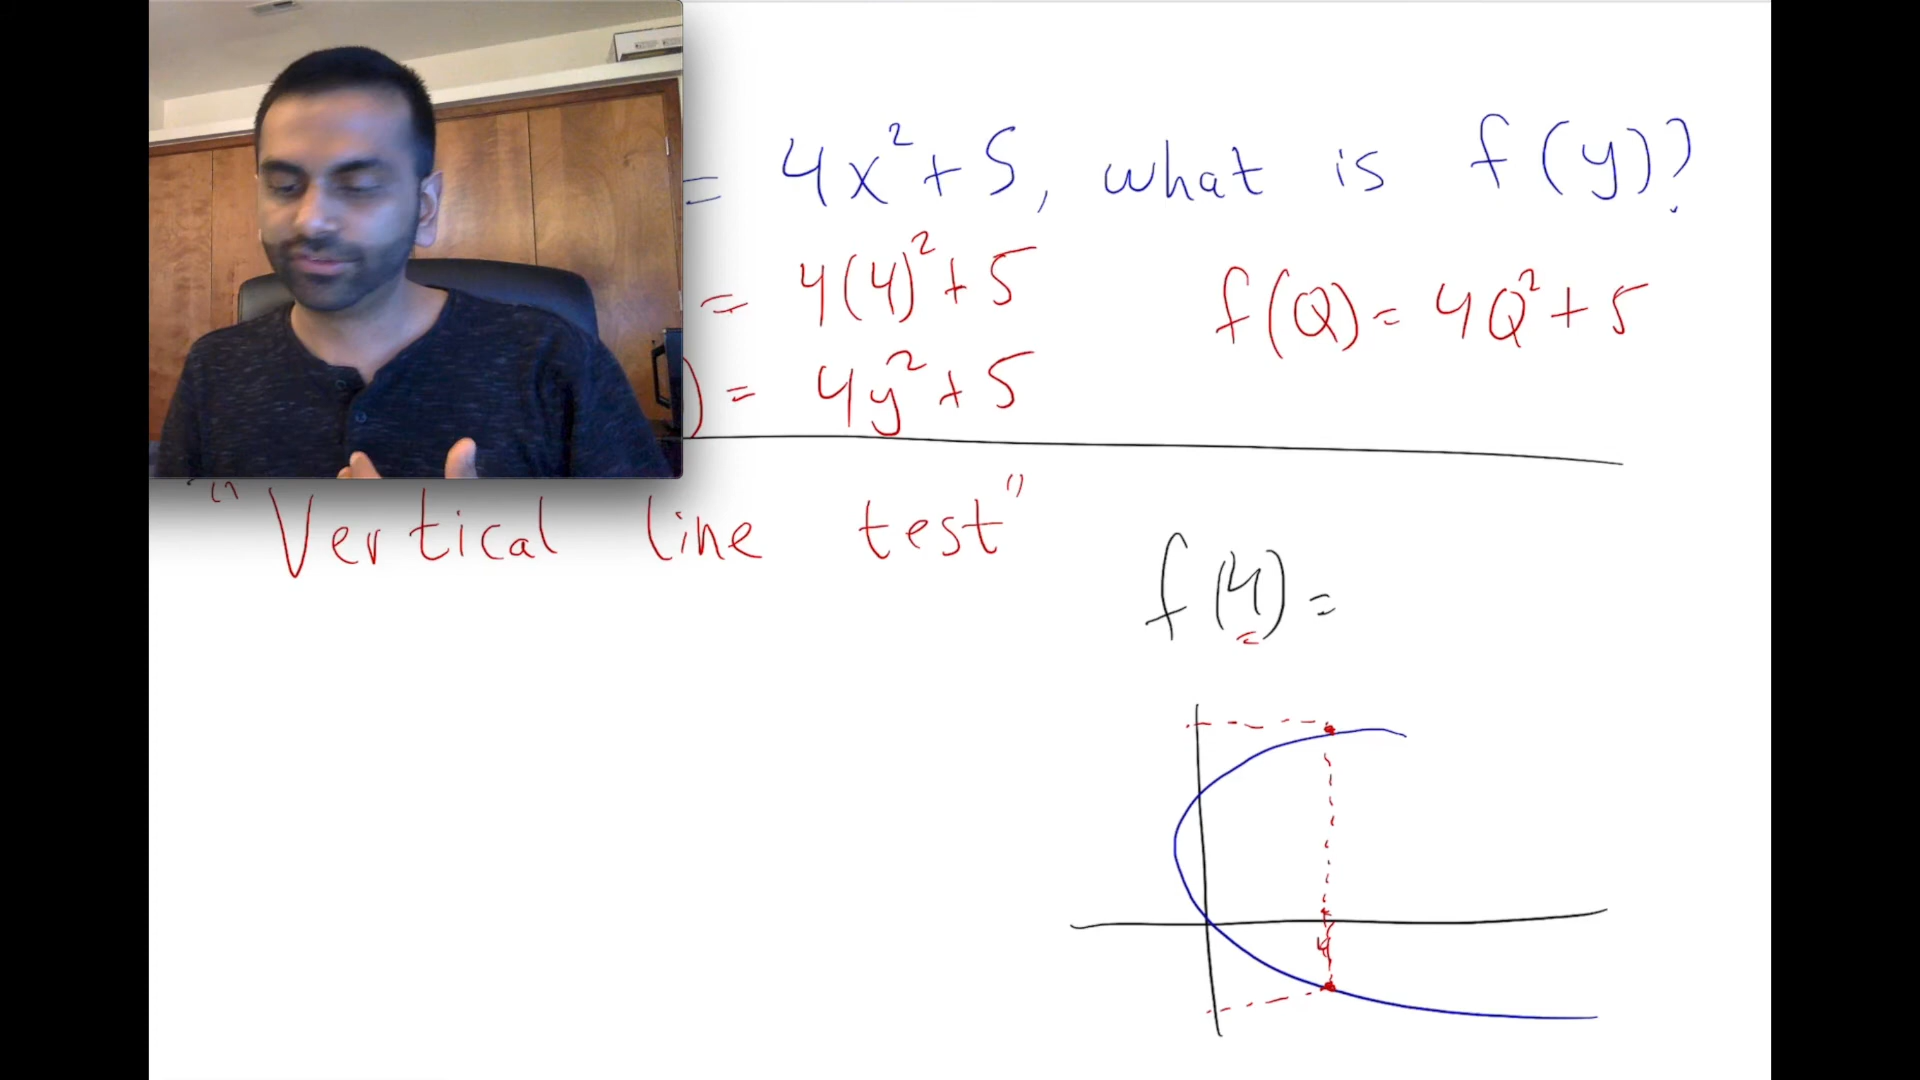 = 4x² + 5, what is f(y)?
= 4(4)² + 5
f(Q) = 4Q² + 5
) = 4y² + 5
"Vertical line test"
f(4) =
4